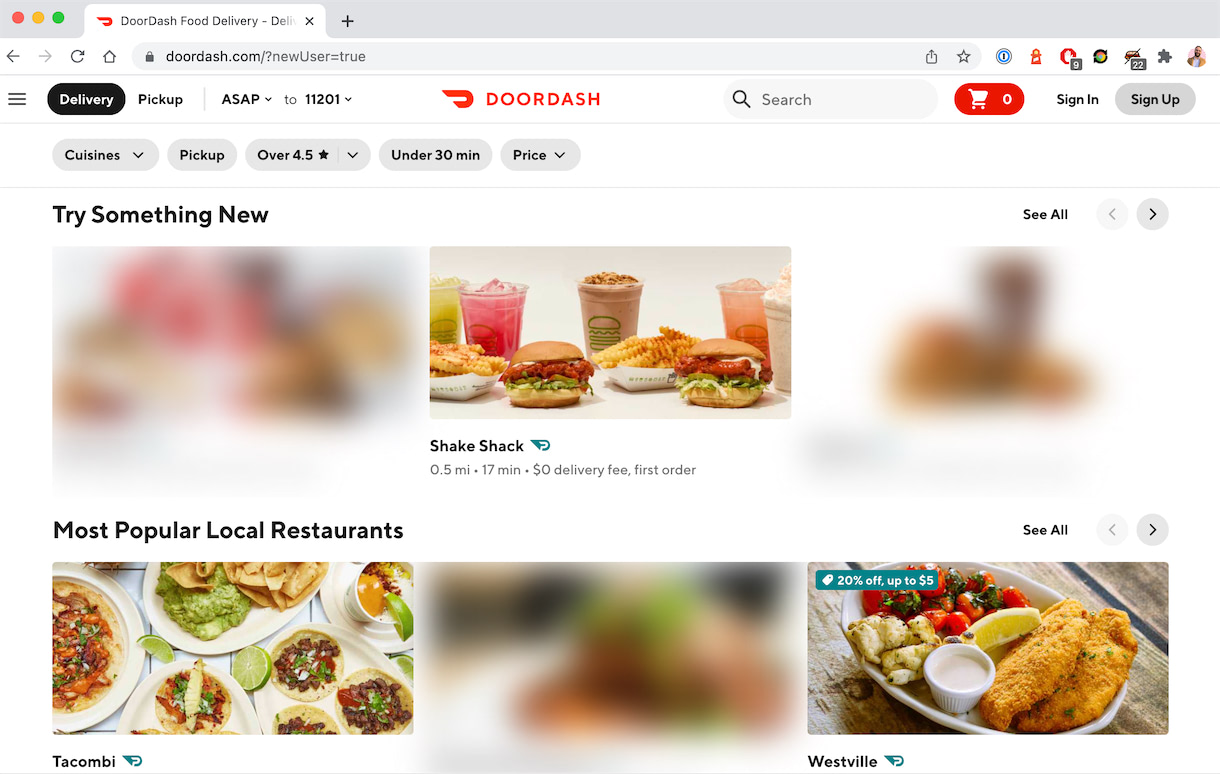 DoorDash Food Delivery - Deli
doordash.com/?newUser=true
9
22
Delivery
Pickup
ASAP
to
11201
DOORDASH
Search
0
Sign In
Sign Up
Cuisines
Pickup
Over 4.5
Under 30 min
Price
Try Something New
See All
Shake Shack
0.5 mi • 17 min • $0 delivery fee, first order
Most Popular Local Restaurants
See All
20% off, up to $5
Tacombi
Westville